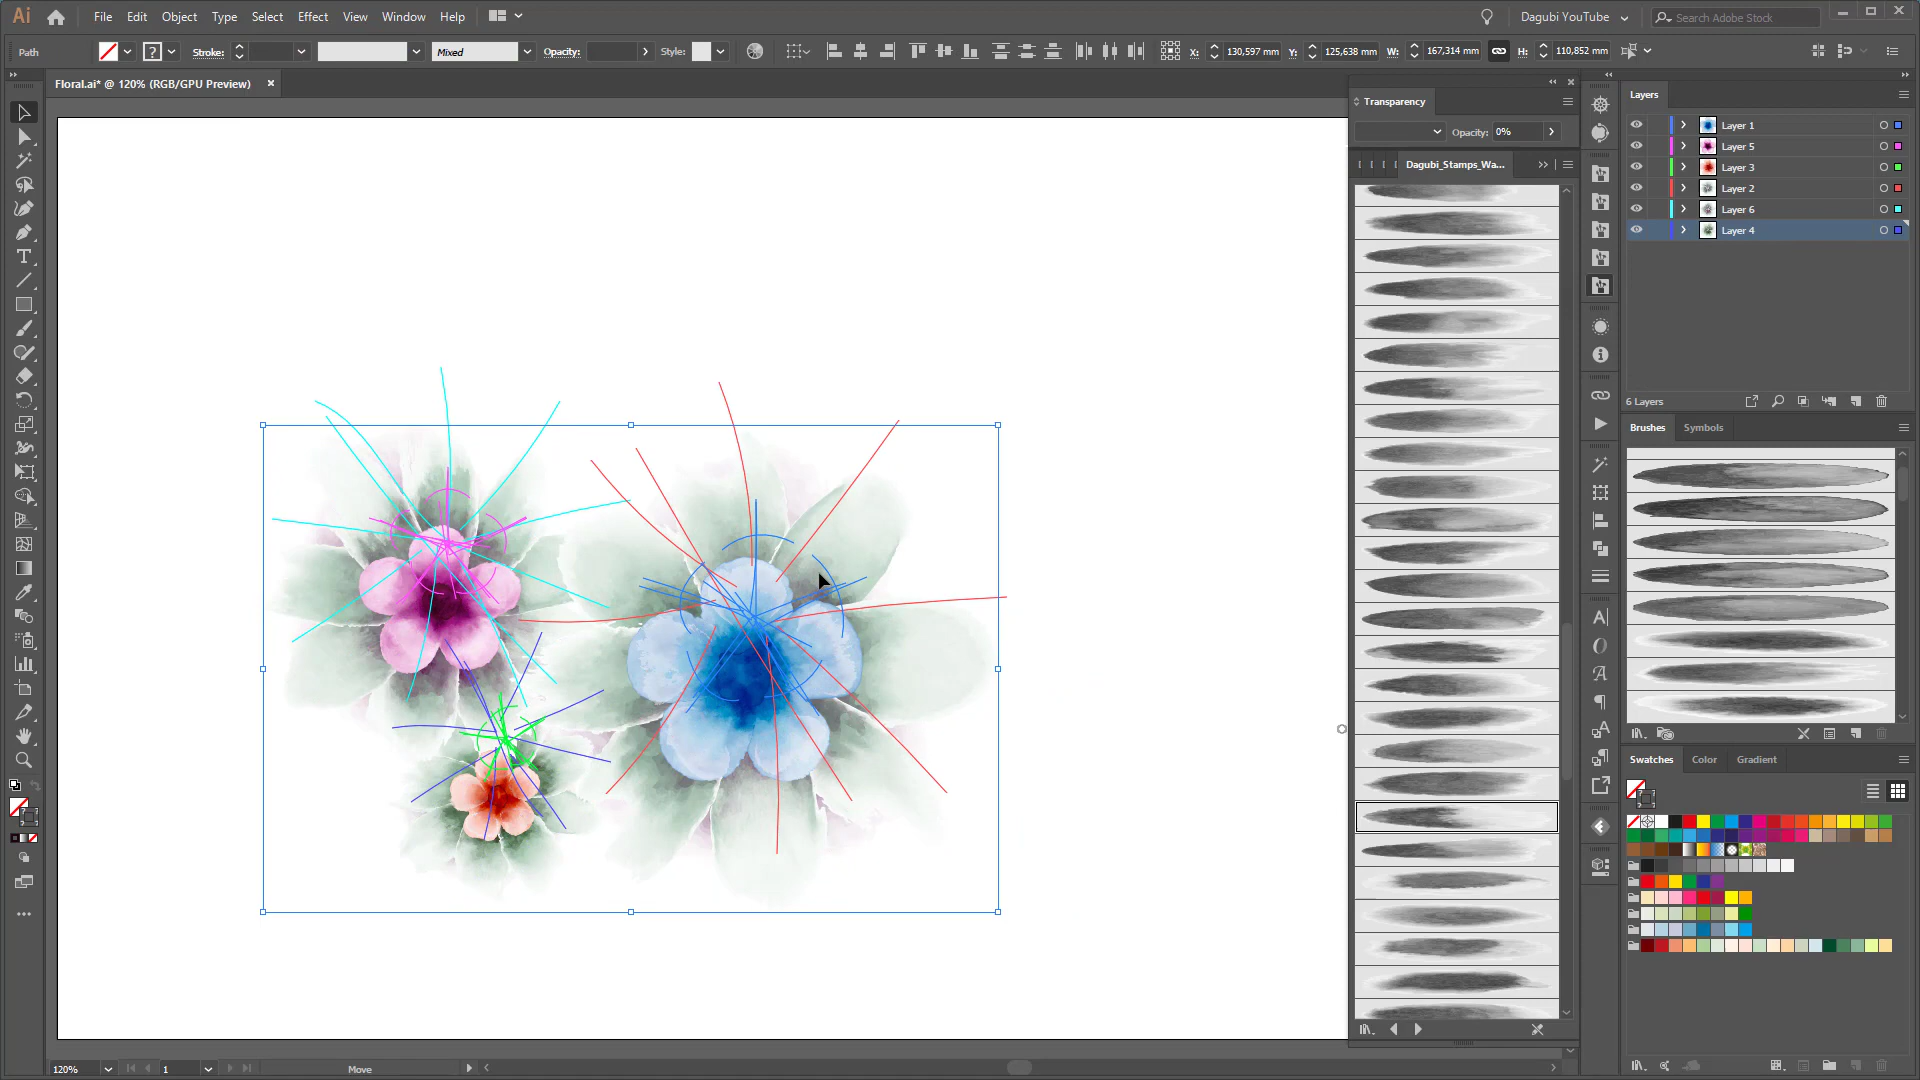 Ai File Edit Object Type Select Effect View Window Help Dagubi YouTube Search Adobe Stock
Path ? Stroke: Mixed Opacity: Style: X: 130,597 mm Y: 125,638 mm W: 167,314 mm H: 110,852 mm
Floral.ai* @ 120% (RGB/GPU Preview)
Transparency
Opacity: 0%
Dagubi_Stamps_Wa...
Layers
Layer 1
Layer 5
Layer 3
Layer 2
Layer 6
Layer 4
6 Layers
Brushes Symbols
Swatches Color Gradient
120% 1 Move